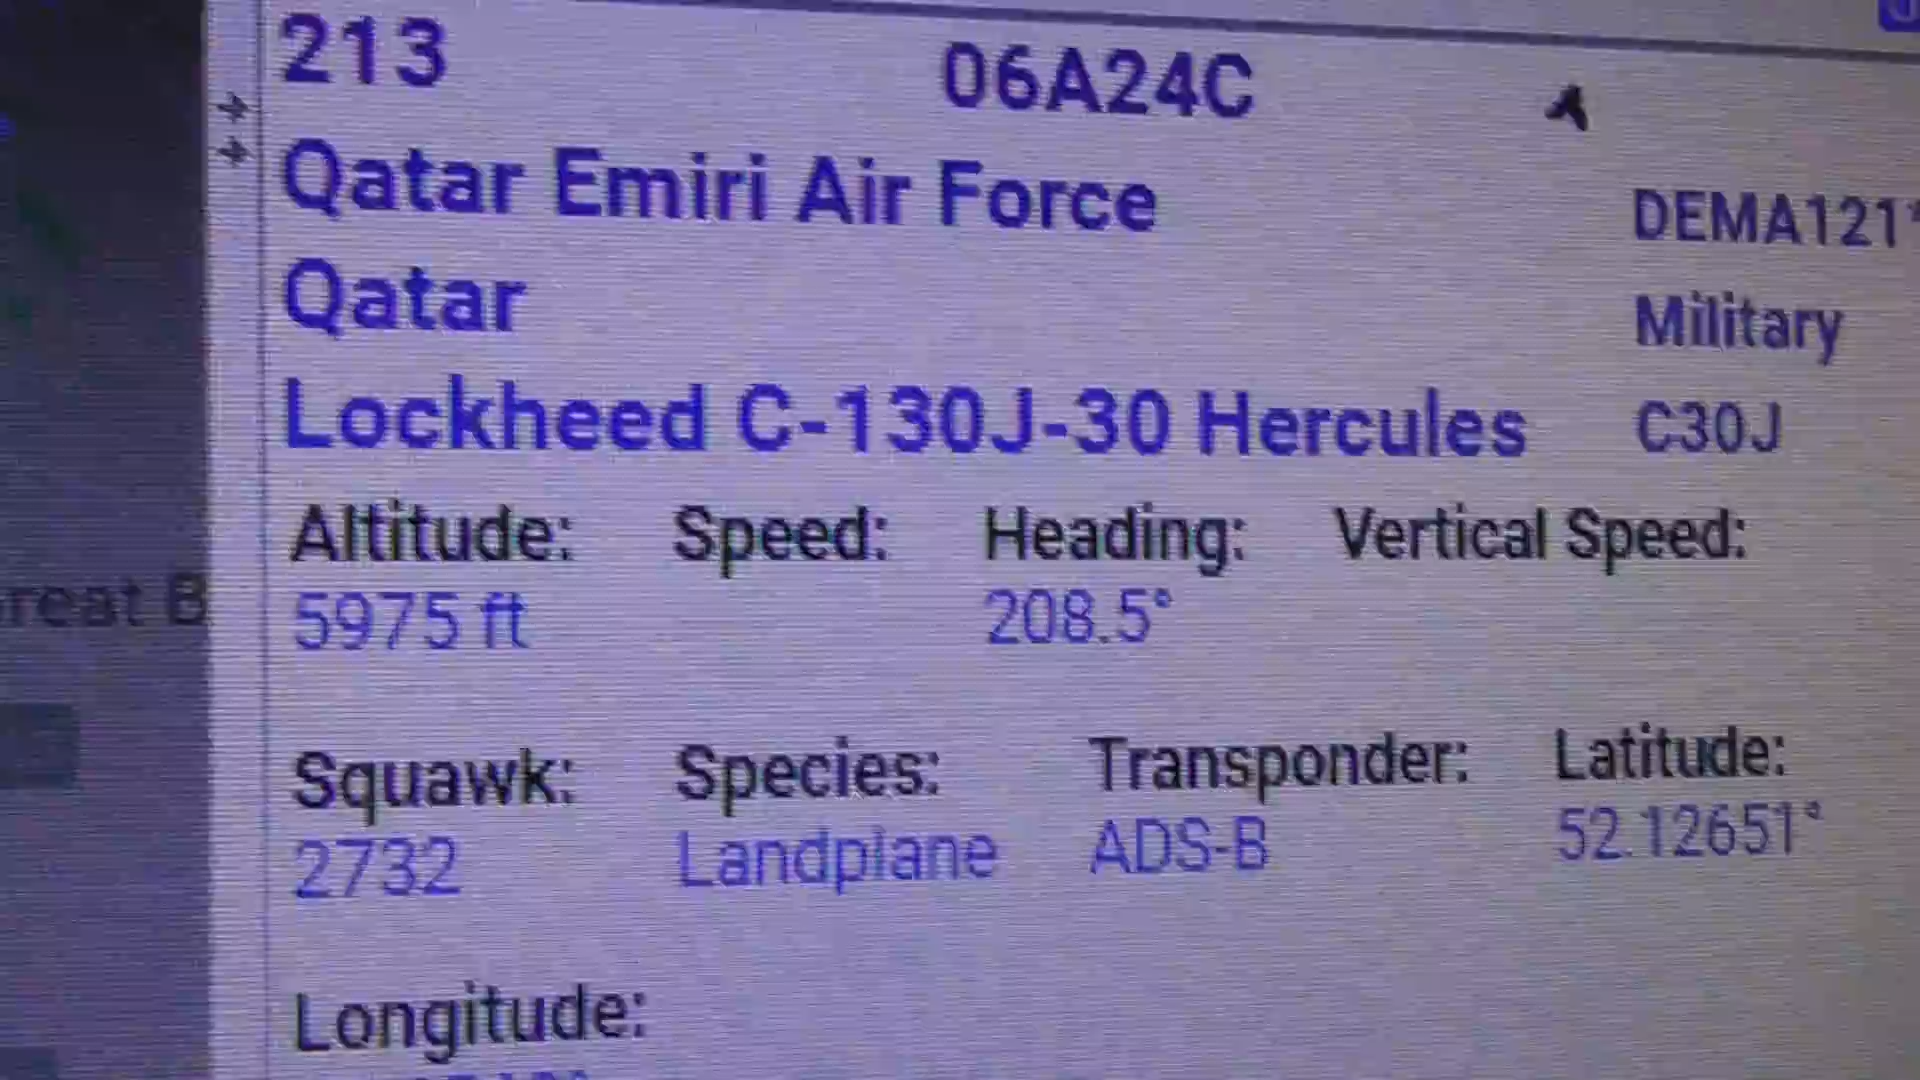 213 06A24C
Qatar Emiri Air Force DEMA121*
Qatar Military
Lockheed C-130J-30 Hercules C30J
Altitude: Speed: Heading: Vertical Speed:
5975 ft 208.5°
Squawk: Species: Transponder: Latitude:
2732 Landplane ADS-B 52.12651°
Longitude: